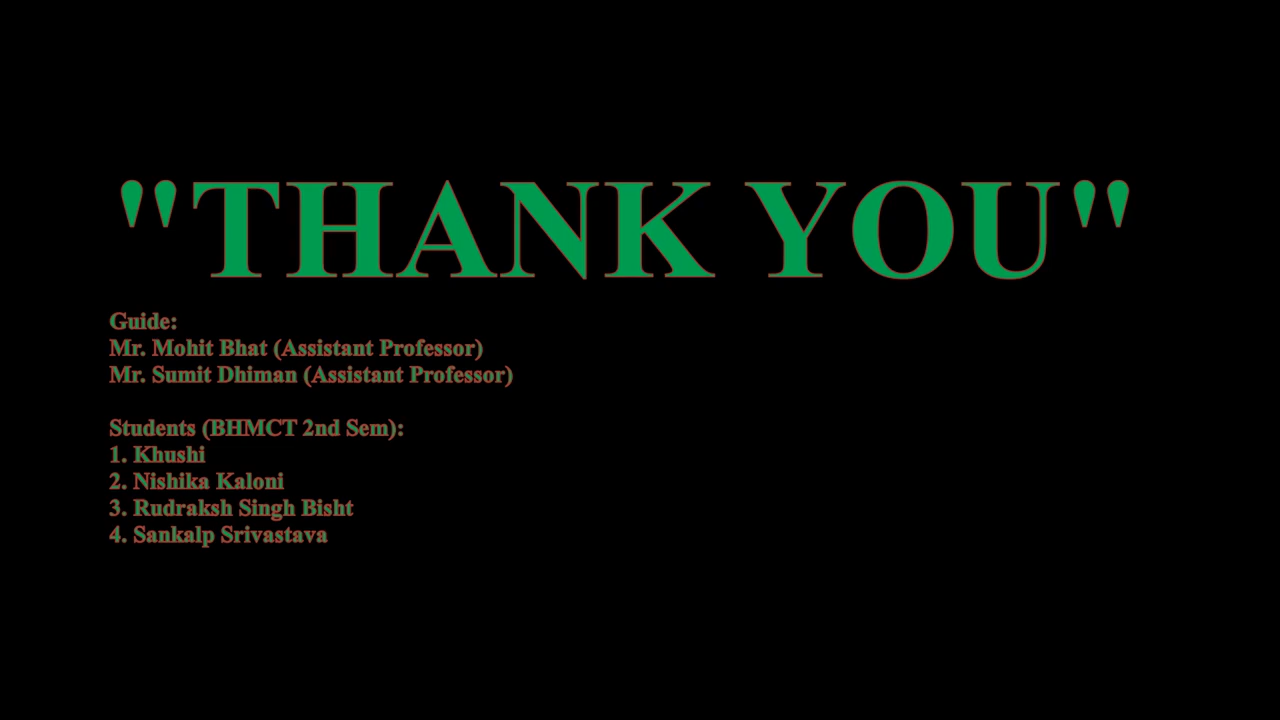 "THANK YOU"
Guide:
Mr. Mohit Bhat (Assistant Professor)
Mr. Sumit Dhiman (Assistant Professor)
Students (BHMCT 2nd Sem):
1. Khushi
2. Nishika Kaloni
3. Rudraksh Singh Bisht
4. Sankalp Srivastava